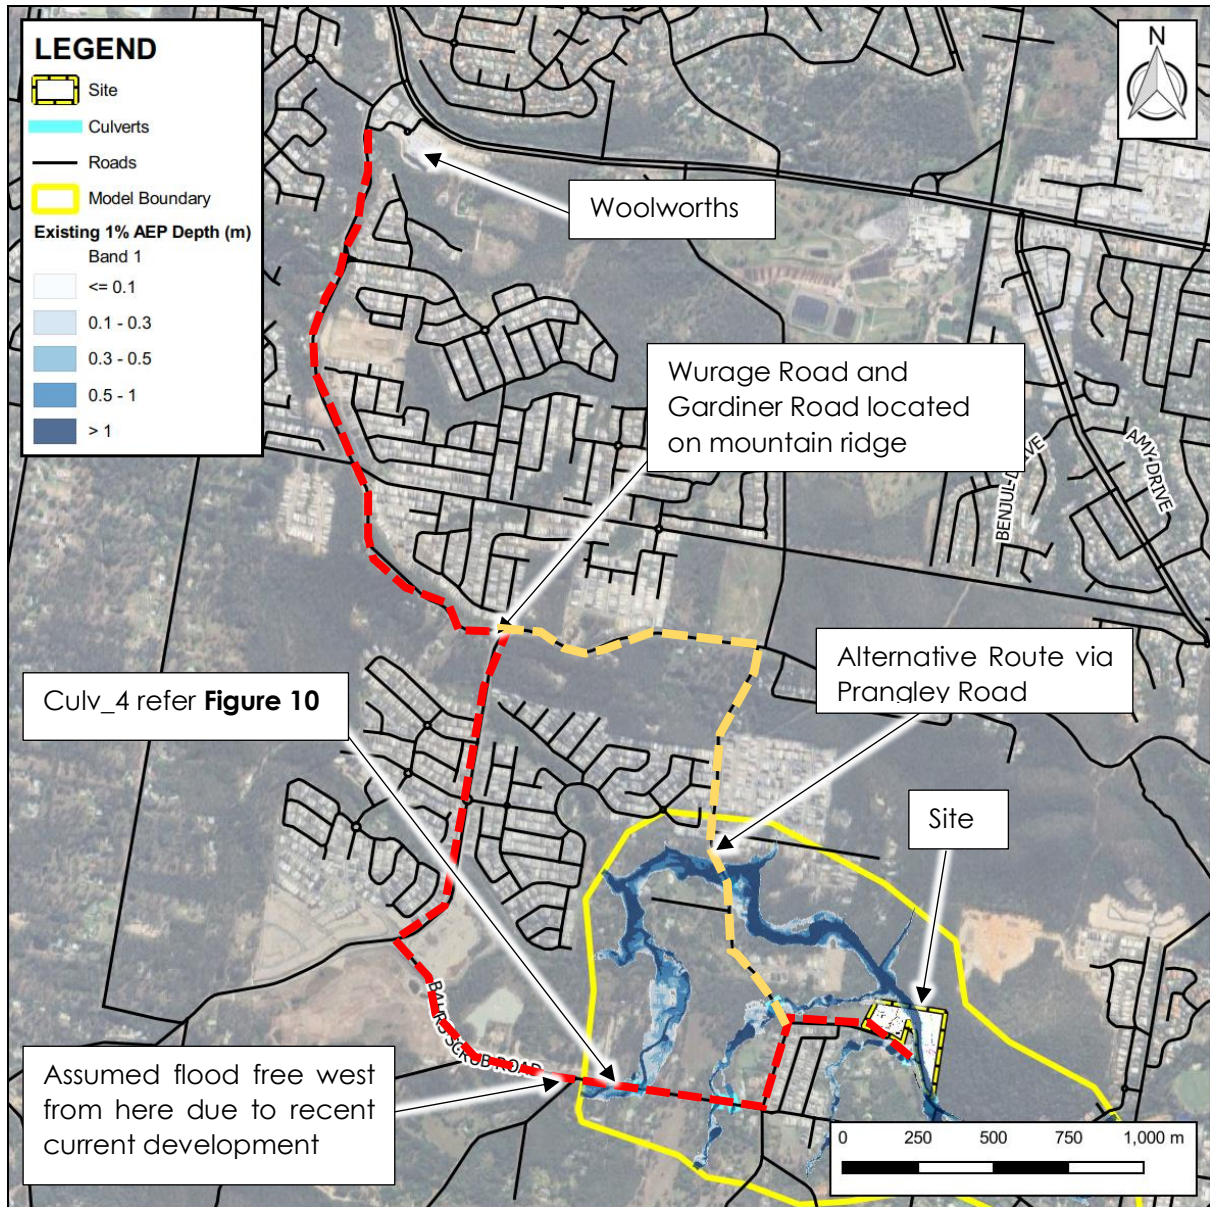 LEGEND
Site
Culverts
Roads
Model Boundary
Existing 1% AEP Depth (m)
Band 1
<= 0.1
0.1 - 0.3
0.3 - 0.5
0.5 - 1
> 1
N
Woolworths
Wurage Road and
Gardiner Road located
on mountain ridge
BENJUL DRIVE
AMY DRIVE
Alternative Route via
Prangley Road
Culv_4 refer Figure 10
Site
BAHRS SCRUB ROAD
Assumed flood free west
from here due to recent
current development
0 250 500 750 1,000 m